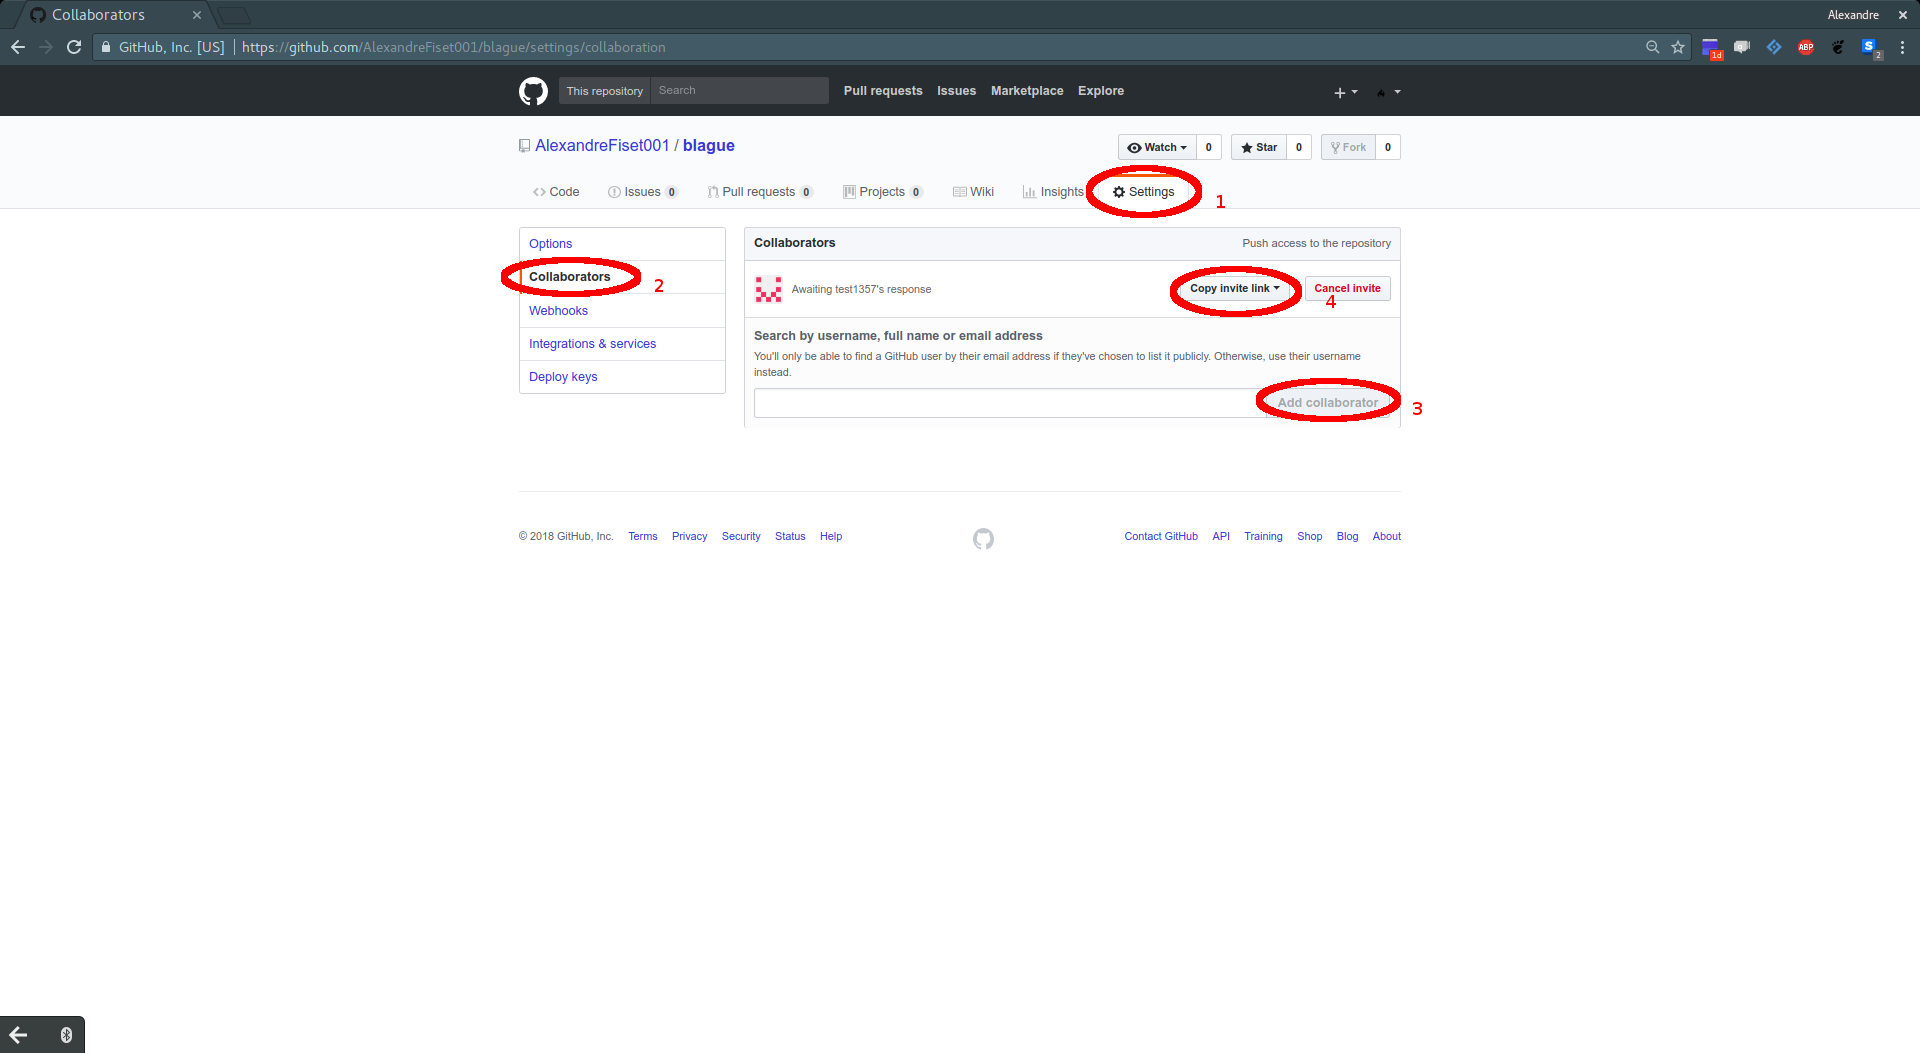 Collaborators
Alexandre
GitHub, Inc. [US] | https://github.com/AlexandreFiset001/blague/settings/collaboration
1d
ABP
S
2
This repository Search Pull requests Issues Marketplace Explore
AlexandreFiset001 / blague
Watch 0 Star 0 Fork 0
Code Issues 0 Pull requests 0 Projects 0 Wiki Insights Settings
1
Options
Collaborators
2
Webhooks
Integrations & services
Deploy keys
Collaborators Push access to the repository
Awaiting test1357's response Copy invite link Cancel invite
4
Search by username, full name or email address
You'll only be able to find a GitHub user by their email address if they've chosen to list it publicly. Otherwise, use their username
instead.
Add collaborator
3
© 2018 GitHub, Inc. Terms Privacy Security Status Help Contact GitHub API Training Shop Blog About